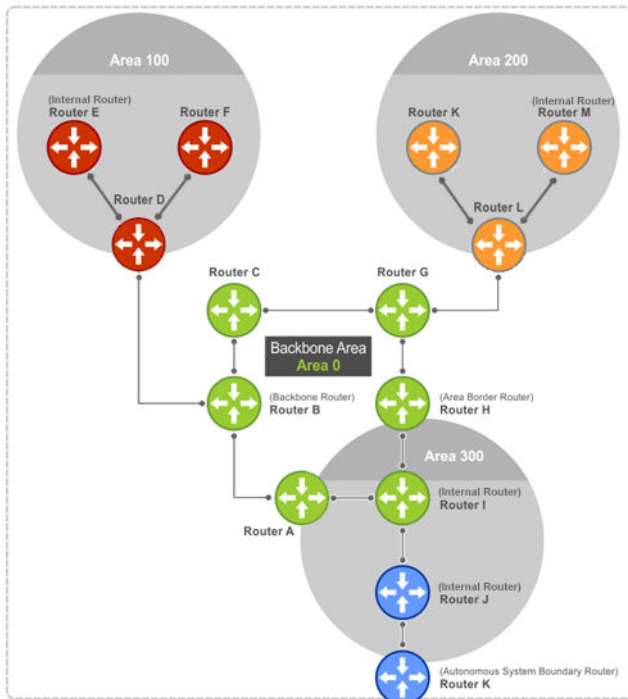 Area 100
Area 200
(Internal Router)
Router E
Router F
Router K
(Internal Router)
Router M
Router D
Router L
Router C
Router G
Backbone Area
Area 0
(Backbone Router)
Router B
(Area Border Router)
Router H
Area 300
Router A
(Internal Router)
Router I
(Internal Router)
Router J
(Autonomous System Boundary Router)
Router K